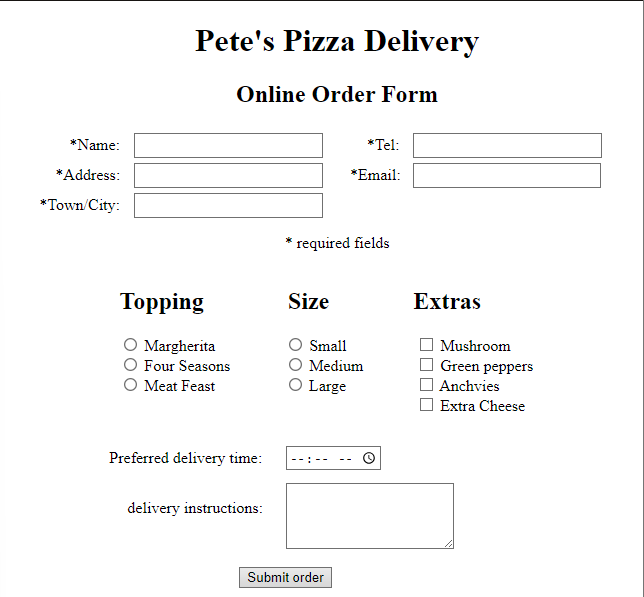 Pete's Pizza Delivery
Online Order Form
*Name: *Tel:
*Address: *Email:
*Town/City:
* required fields
Topping Size Extras
Margherita Small Mushroom
Four Seasons Medium Green peppers
Meat Feast Large Anchvies
Extra Cheese
Preferred delivery time: --:-- --
delivery instructions:
Submit order